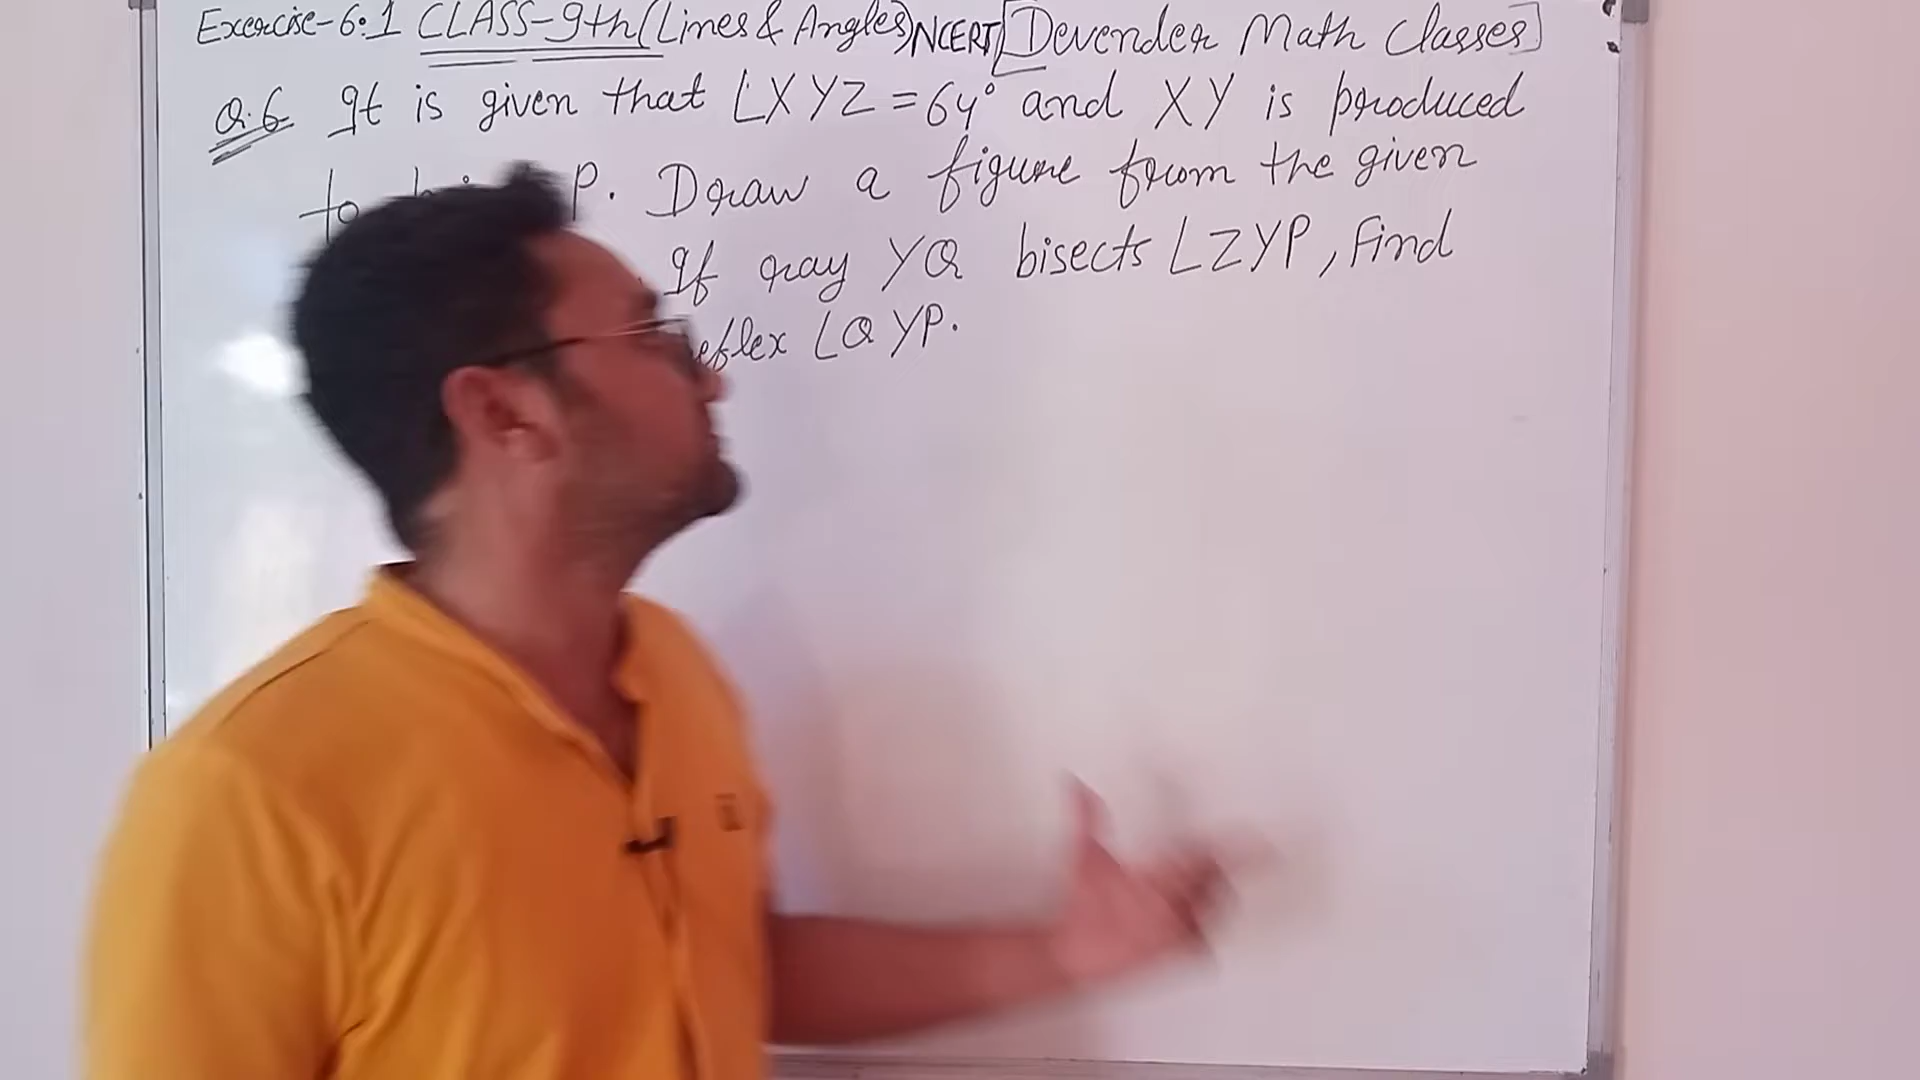 Exercise-6.1 CLASS-9th (Lines & Angles) NCERT [Devender Math Classes]
Q.6 It is given that ∠XYZ = 64° and XY is produced
to P. Draw a figure from the given
If ray YQ bisects ∠ZYP, Find
reflex ∠QYP.